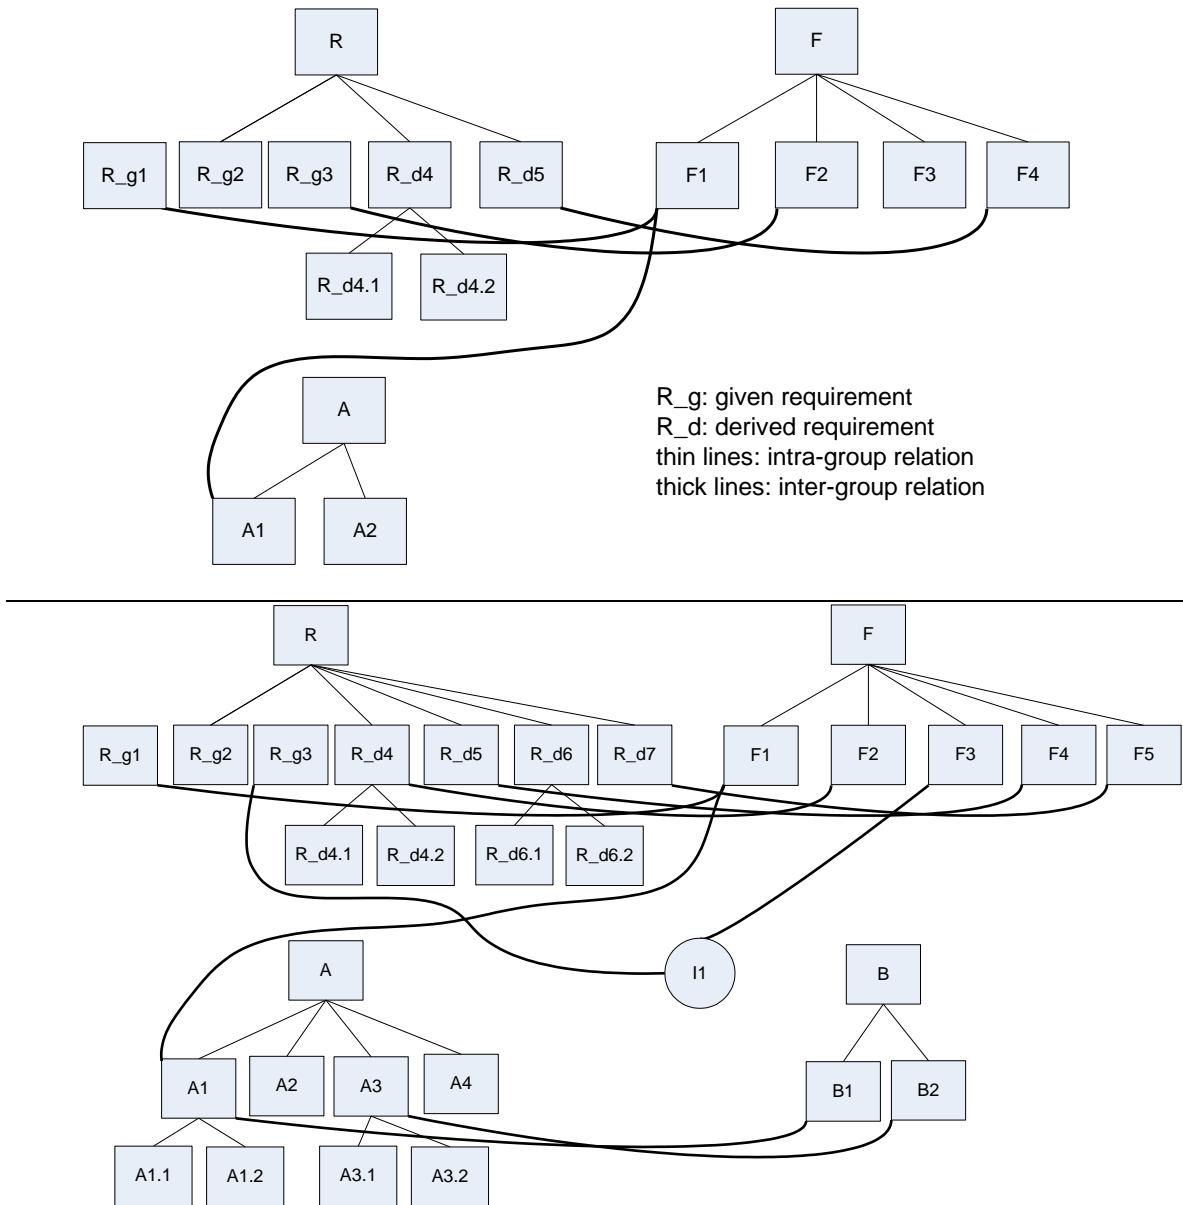 R
F
R_g1
R_g2
R_g3
R_d4
R_d5
F1
F2
F3
F4
R_d4.1
R_d4.2
A
A1
A2
R_g: given requirement
R_d: derived requirement
thin lines: intra-group relation
thick lines: inter-group relation
R
F
R_g1
R_g2
R_g3
R_d4
R_d5
R_d6
R_d7
F1
F2
F3
F4
F5
R_d4.1
R_d4.2
R_d6.1
R_d6.2
A
I1
B
A1
A2
A3
A4
B1
B2
A1.1
A1.2
A3.1
A3.2